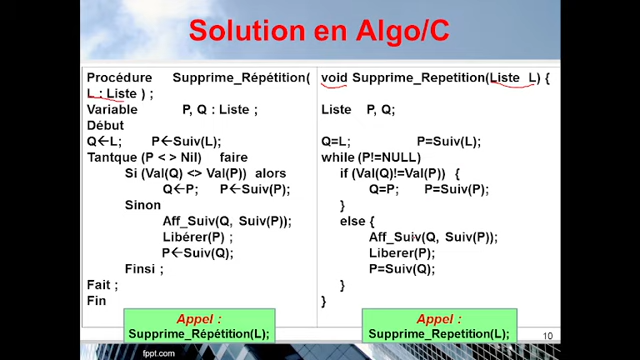 Solution en Algo/C
Procédure Supprime_Répétition(
L : Liste ) ;
Variable P, Q : Liste ;
Début
Q←L; P←Suiv(L);
Tantque (P < > Nil) faire
Si (Val(Q) <> Val(P)) alors
Q←P; P←Suiv(P);
Sinon
Aff_Suiv(Q, Suiv(P));
Libérer(P) ;
P←Suiv(Q);
Finsi ;
Fait ;
Fin
Appel :
Supprime_Répétition(L);
void Supprime_Repetition(Liste L) {
Liste P, Q;
Q=L; P=Suiv(L);
while (P!=NULL)
if (Val(Q)!=Val(P)) {
Q=P; P=Suiv(P);
}
else {
Aff_Suiv(Q, Suiv(P));
Liberer(P);
P=Suiv(Q);
}
}
Appel :
Supprime_Repetition(L);
10
fppt.com